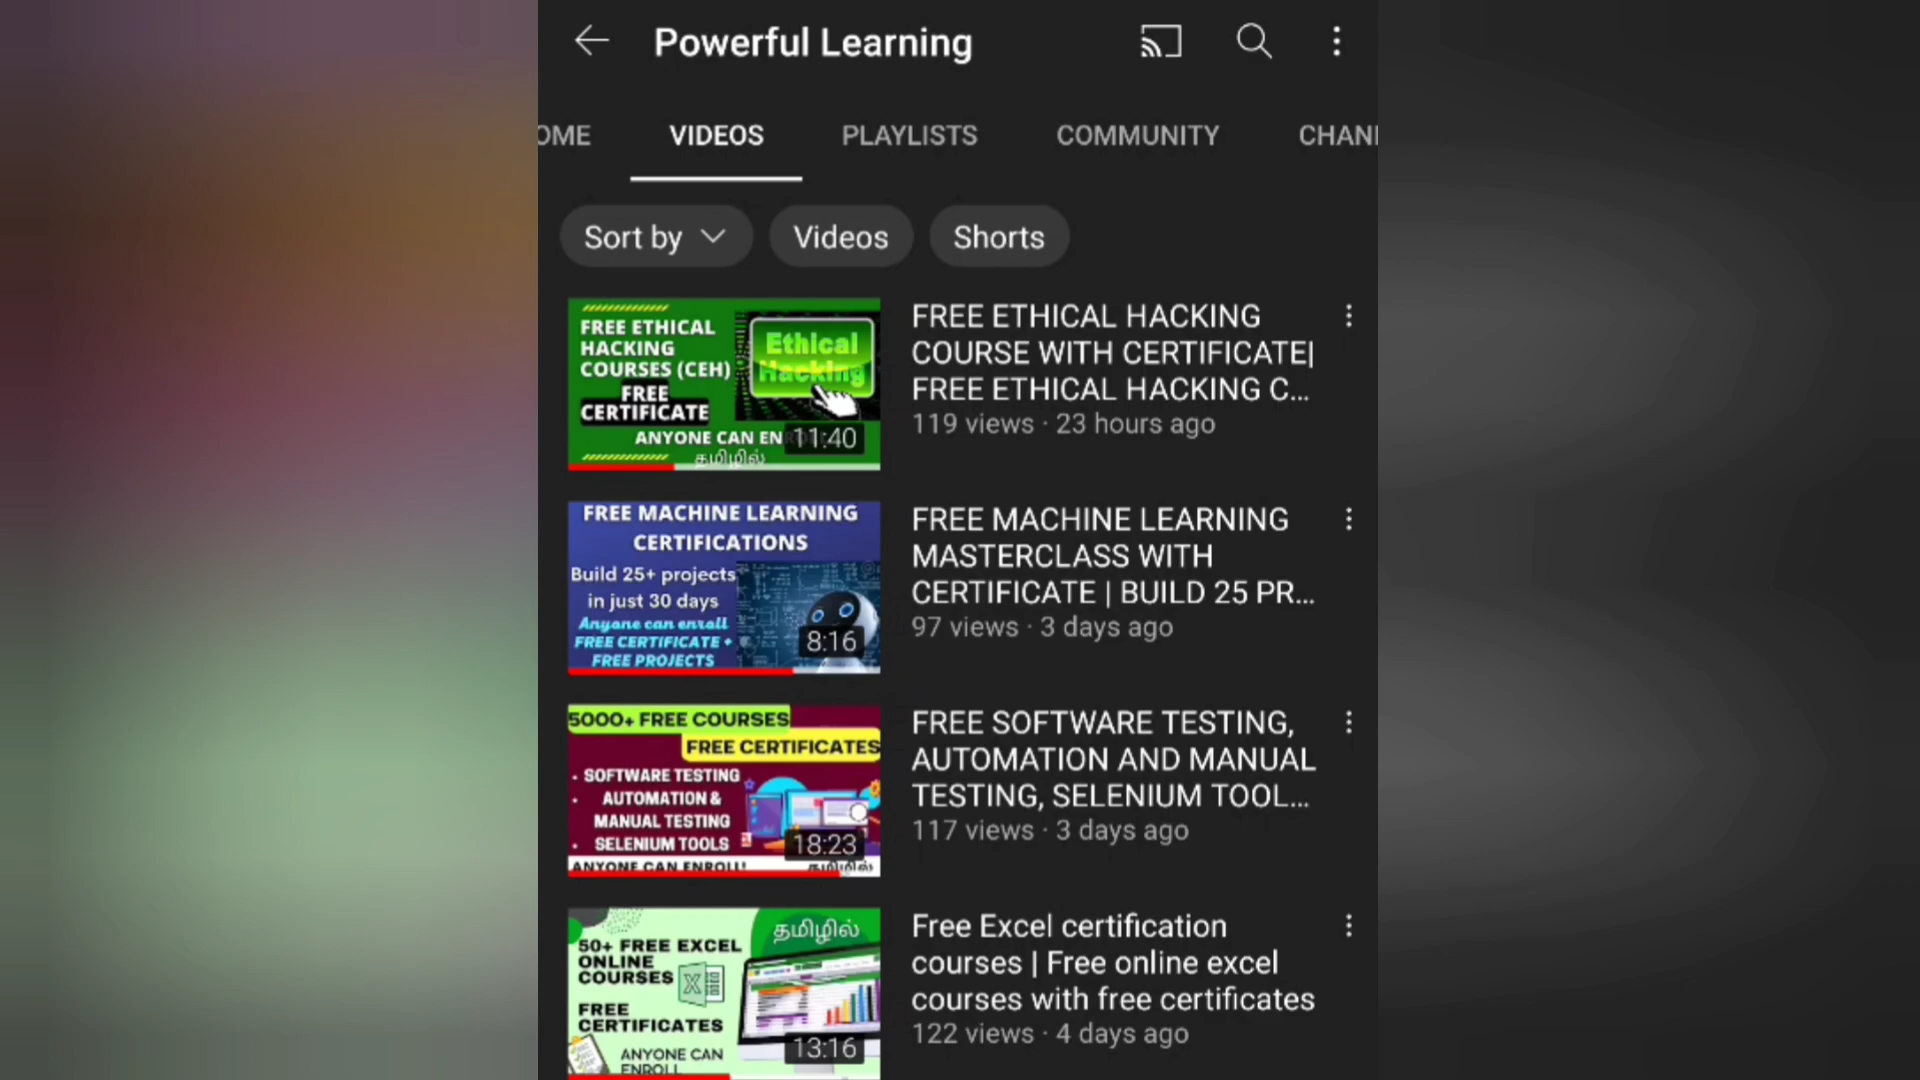 Powerful Learning
OME VIDEOS PLAYLISTS COMMUNITY CHAN
Sort by Videos Shorts
FREE ETHICAL
HACKING
COURSES (CEH)
FREE
CERTIFICATE
Ethical
Hacking
ANYONE CAN EN
11:40
தமிழில்
FREE ETHICAL HACKING
COURSE WITH CERTIFICATE|
FREE ETHICAL HACKING C...
119 views · 23 hours ago
FREE MACHINE LEARNING
CERTIFICATIONS
Build 25+ projects
in just 30 days
Anyone can enroll
FREE CERTIFICATE +
FREE PROJECTS
8:16
FREE MACHINE LEARNING
MASTERCLASS WITH
CERTIFICATE | BUILD 25 PR...
97 views · 3 days ago
5000+ FREE COURSES
FREE CERTIFICATES
• SOFTWARE TESTING
• AUTOMATION &
MANUAL TESTING
• SELENIUM TOOLS
18:23
ANYONE CAN ENROLL!
தமிழில்
FREE SOFTWARE TESTING,
AUTOMATION AND MANUAL
TESTING, SELENIUM TOOL...
117 views · 3 days ago
தமிழில்
50+ FREE EXCEL
ONLINE
COURSES
FREE
CERTIFICATES
ANYONE CAN
ENROLL
13:16
Free Excel certification
courses | Free online excel
courses with free certificates
122 views · 4 days ago